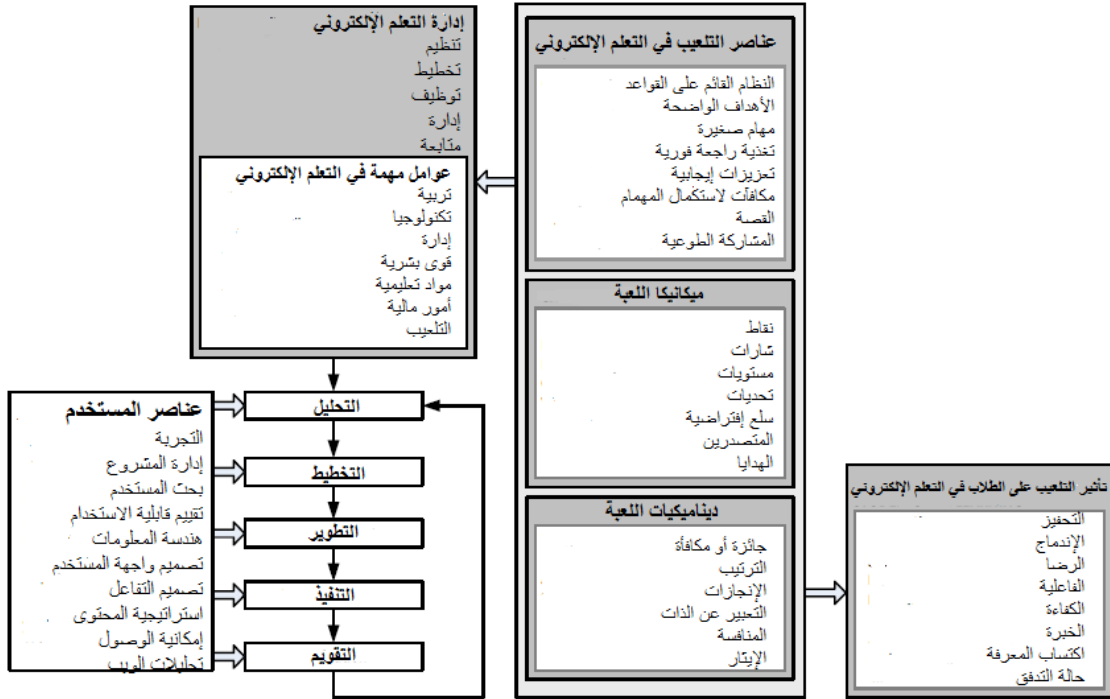 إدارة التعلم الإلكتروني
تنظيم
تخطيط
توظيف
إدارة
متابعة
عوامل مهمة في التعلم الإلكتروني
تربية
تكنولوجيا
إدارة
قوى بشرية
مواد تعليمية
أمور مالية
التلعيب
عناصر التلعيب في التعلم الإلكتروني
النظام القائم على القواعد
الأهداف الواضحة
مهام صغيرة
تغذية راجعة فورية
تعزيزات إيجابية
مكافآت لاستكمال المهمام
القصة
المشاركة الطوعية
ميكانيكا اللعبة
نقاط
شارات
مستويات
تحديات
سلع إفتراضية
المتصدرين
الهدايا
ديناميكيات اللعبة
جائزة أو مكافأة
الترتيب
الإنجازات
التعبير عن الذات
المنافسة
الإيثار
تأثير التلعيب على الطلاب في التعلم الإلكتروني
التحفيز
الإندماج
الرضا
الفاعلية
الكفاءة
الخبرة
اكتساب المعرفة
حالة التدفق
عناصر المستخدم
التجربة
إدارة المشروع
بحث المستخدم
تقييم قابلية الاستخدام
هندسة المعلومات
تصميم واجهة المستخدم
تصميم التفاعل
استراتيجية المحتوى
إمكانية الوصول
تحليلات الويب
التحليل
التخطيط
التطوير
التنفيذ
التقويم